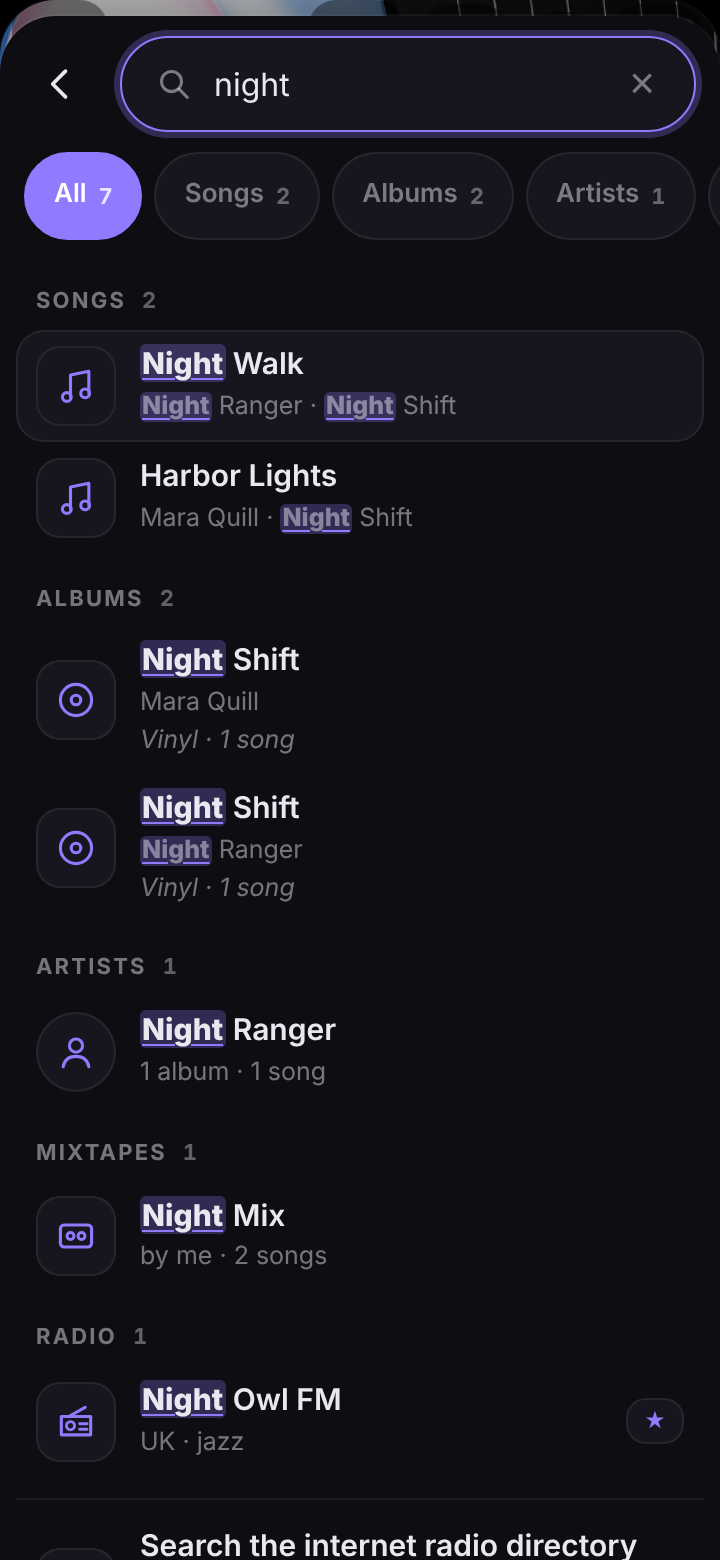 night
All 7 Songs 2 Albums 2 Artists 1
SONGS 2
Night Walk
Night Ranger · Night Shift
Harbor Lights
Mara Quill · Night Shift
ALBUMS 2
Night Shift
Mara Quill
Vinyl · 1 song
Night Shift
Night Ranger
Vinyl · 1 song
ARTISTS 1
Night Ranger
1 album · 1 song
MIXTAPES 1
Night Mix
by me · 2 songs
RADIO 1
Night Owl FM
UK · jazz
Search the internet radio directory